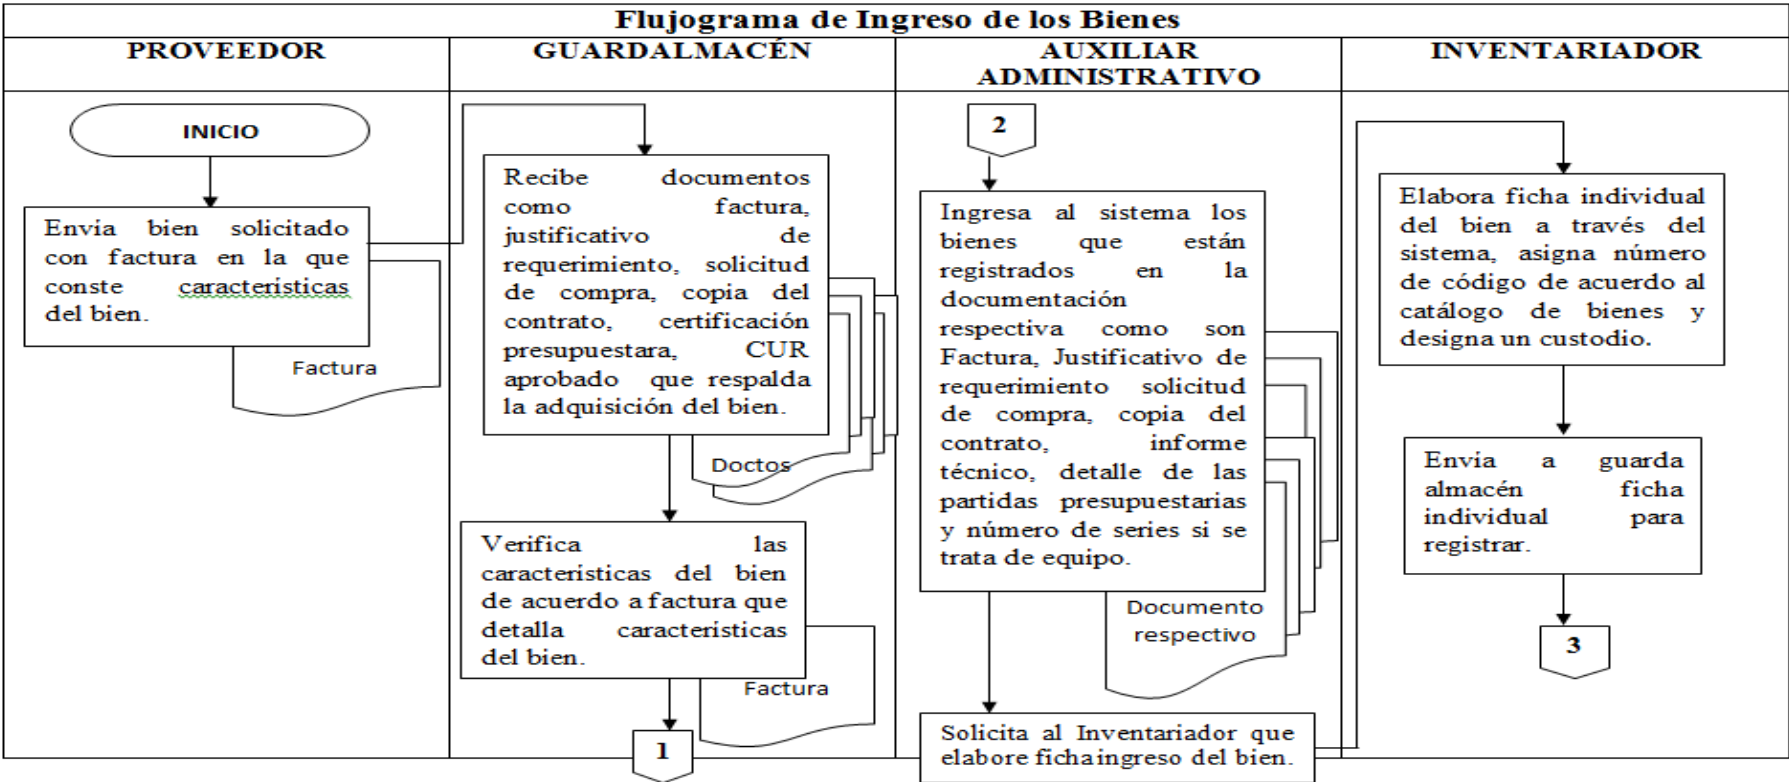 Flujograma de Ingreso de los Bienes
PROVEEDOR
GUARDALMACÉN
AUXILIAR
ADMINISTRATIVO
INVENTARIADOR
INICIO
Envía bien solicitado
con factura en la que
conste caracteristicas
del bien.
Factura
Recibe documentos
como factura,
justificativo de
requerimiento, solicitud
de compra, copia del
contrato, certificación
presupuestara, CUR
aprobado que respalda
la adquisición del bien.
Doctos
Verifica las
características del bien
de acuerdo a factura que
detalla características
del bien.
Factura
1
2
Ingresa al sistema los
bienes que están
registrados en la
documentación
respectiva como son
Factura, Justificativo de
requerimiento solicitud
de compra, copia del
contrato, informe
técnico, detalle de las
partidas presupuestarias
y número de series si se
trata de equipo.
Documento
respectivo
Solicita al Inventariador que
elabore fichaingreso del bien.
Elabora ficha individual
del bien a través del
sistema, asigna número
de código de acuerdo al
catálogo de bienes y
designa un custodio.
Envía a guarda
almacén ficha
individual para
registrar.
3